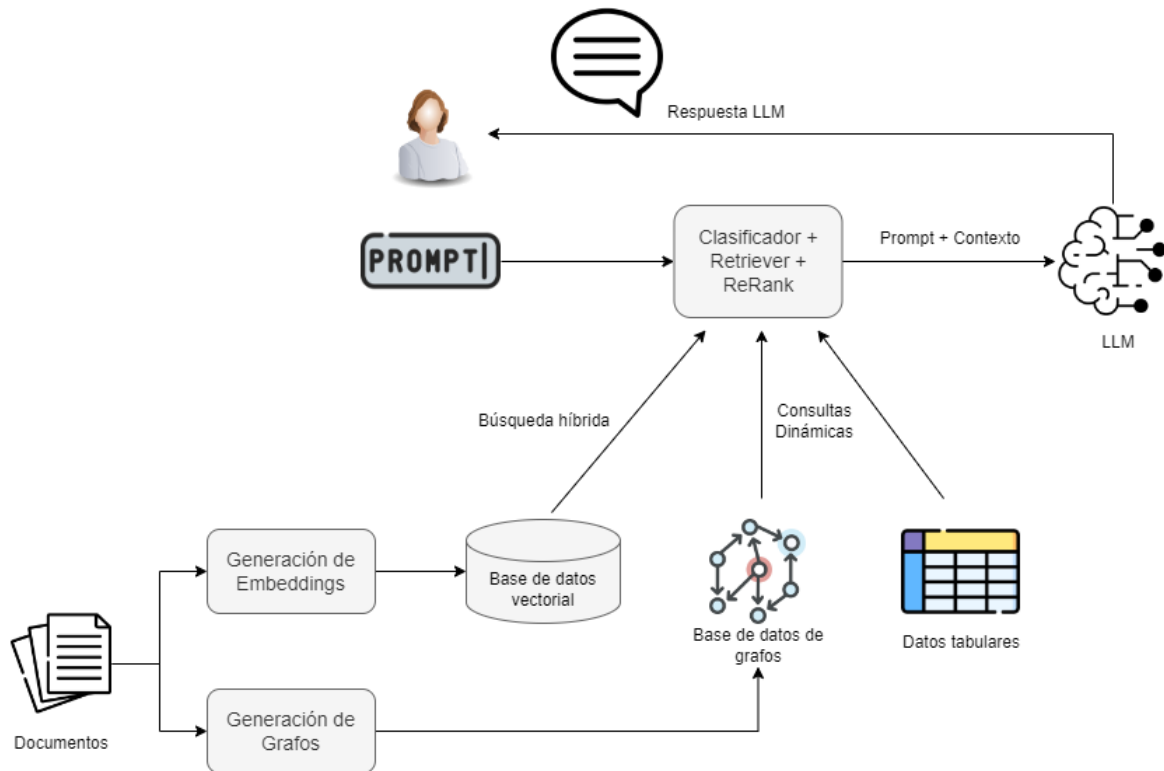 Respuesta LLM
PROMPT
Clasificador +
Retriever +
ReRank
Prompt + Contexto
LLM
Búsqueda híbrida
Consultas
Dinámicas
Generación de
Embeddings
Base de datos
vectorial
Base de datos de
grafos
Datos tabulares
Documentos
Generación de
Grafos